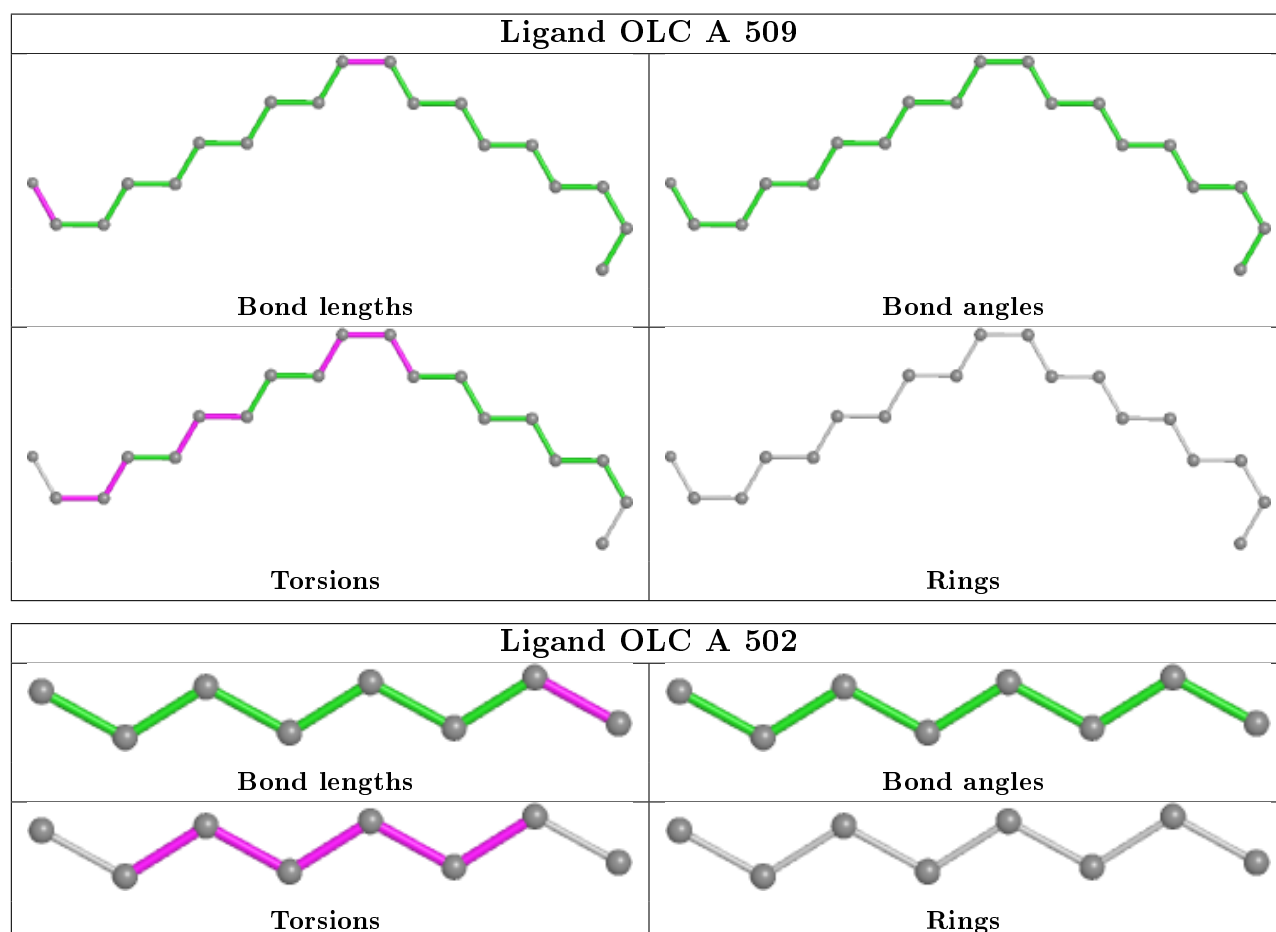 Ligand OLC A 509
Bond lengths
Bond angles
Torsions
Rings
Ligand OLC A 502
Bond lengths
Bond angles
Torsions
Rings